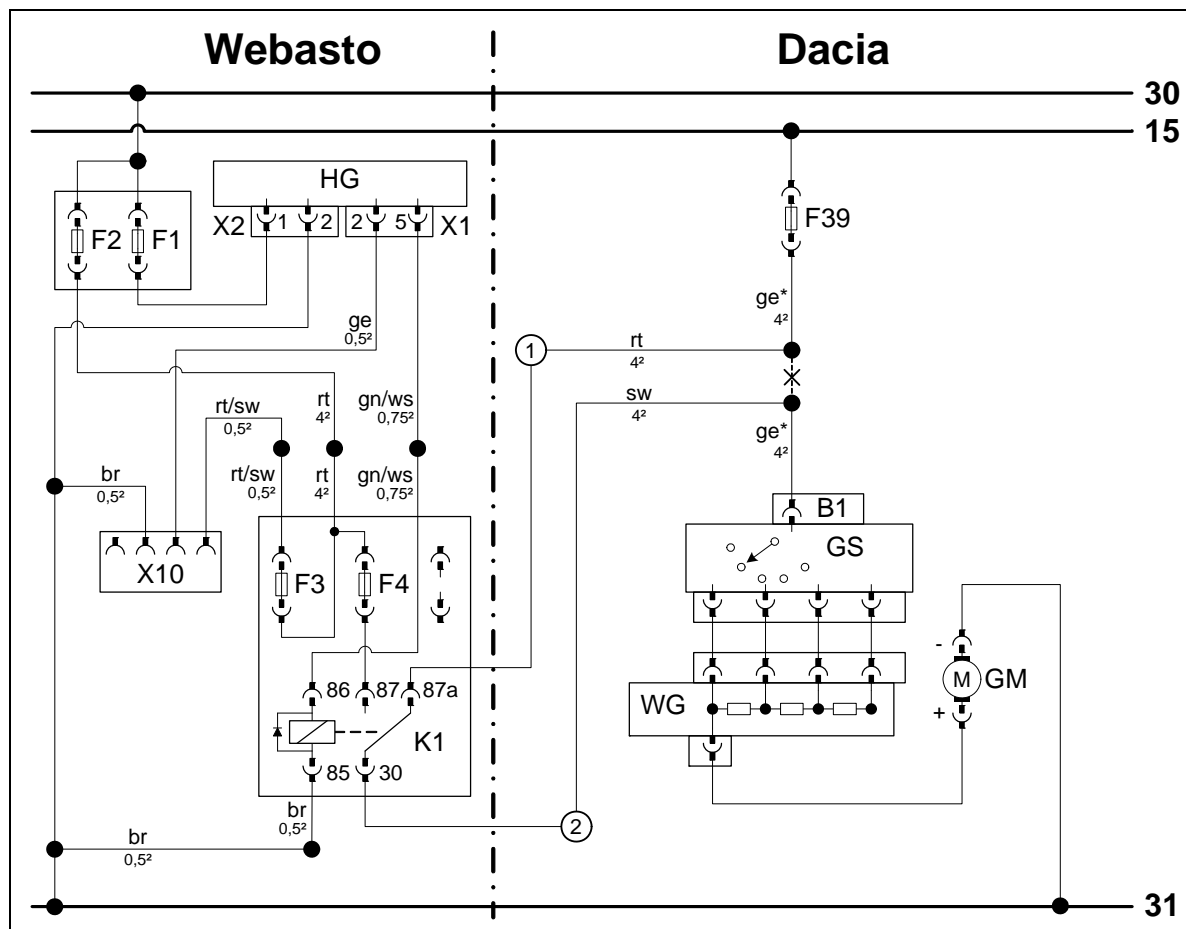 Webasto
Dacia
30
15
HG
F2
F1
X2
1
2
2
5
X1
F39
ge
0,5²
ge*
4²
1
rt
4²
rt/sw
0,5²
rt
4²
gn/ws
0,75²
sw
4²
br
0,5²
rt/sw
0,5²
rt
4²
gn/ws
0,75²
ge*
4²
X10
B1
GS
F3
F4
86
87
87a
-
M
GM
+
WG
K1
85
30
br
0,5²
2
br
0,5²
31